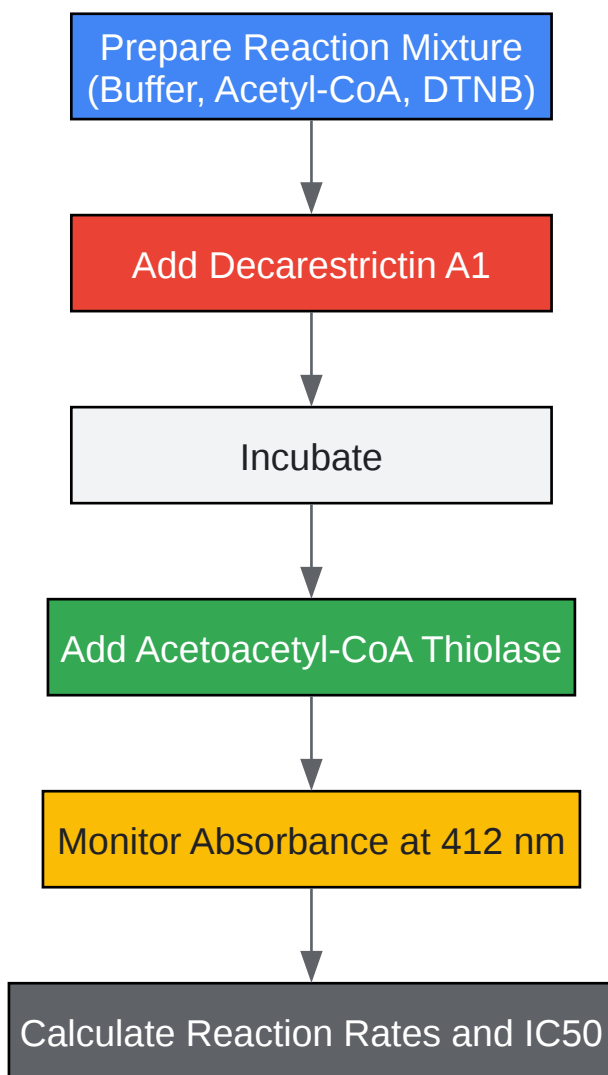 Prepare Reaction Mixture
(Buffer, Acetyl-CoA, DTNB)
Add Decarestrictin A1
Incubate
Add Acetoacetyl-CoA Thiolase
Monitor Absorbance at 412 nm
Calculate Reaction Rates and IC50